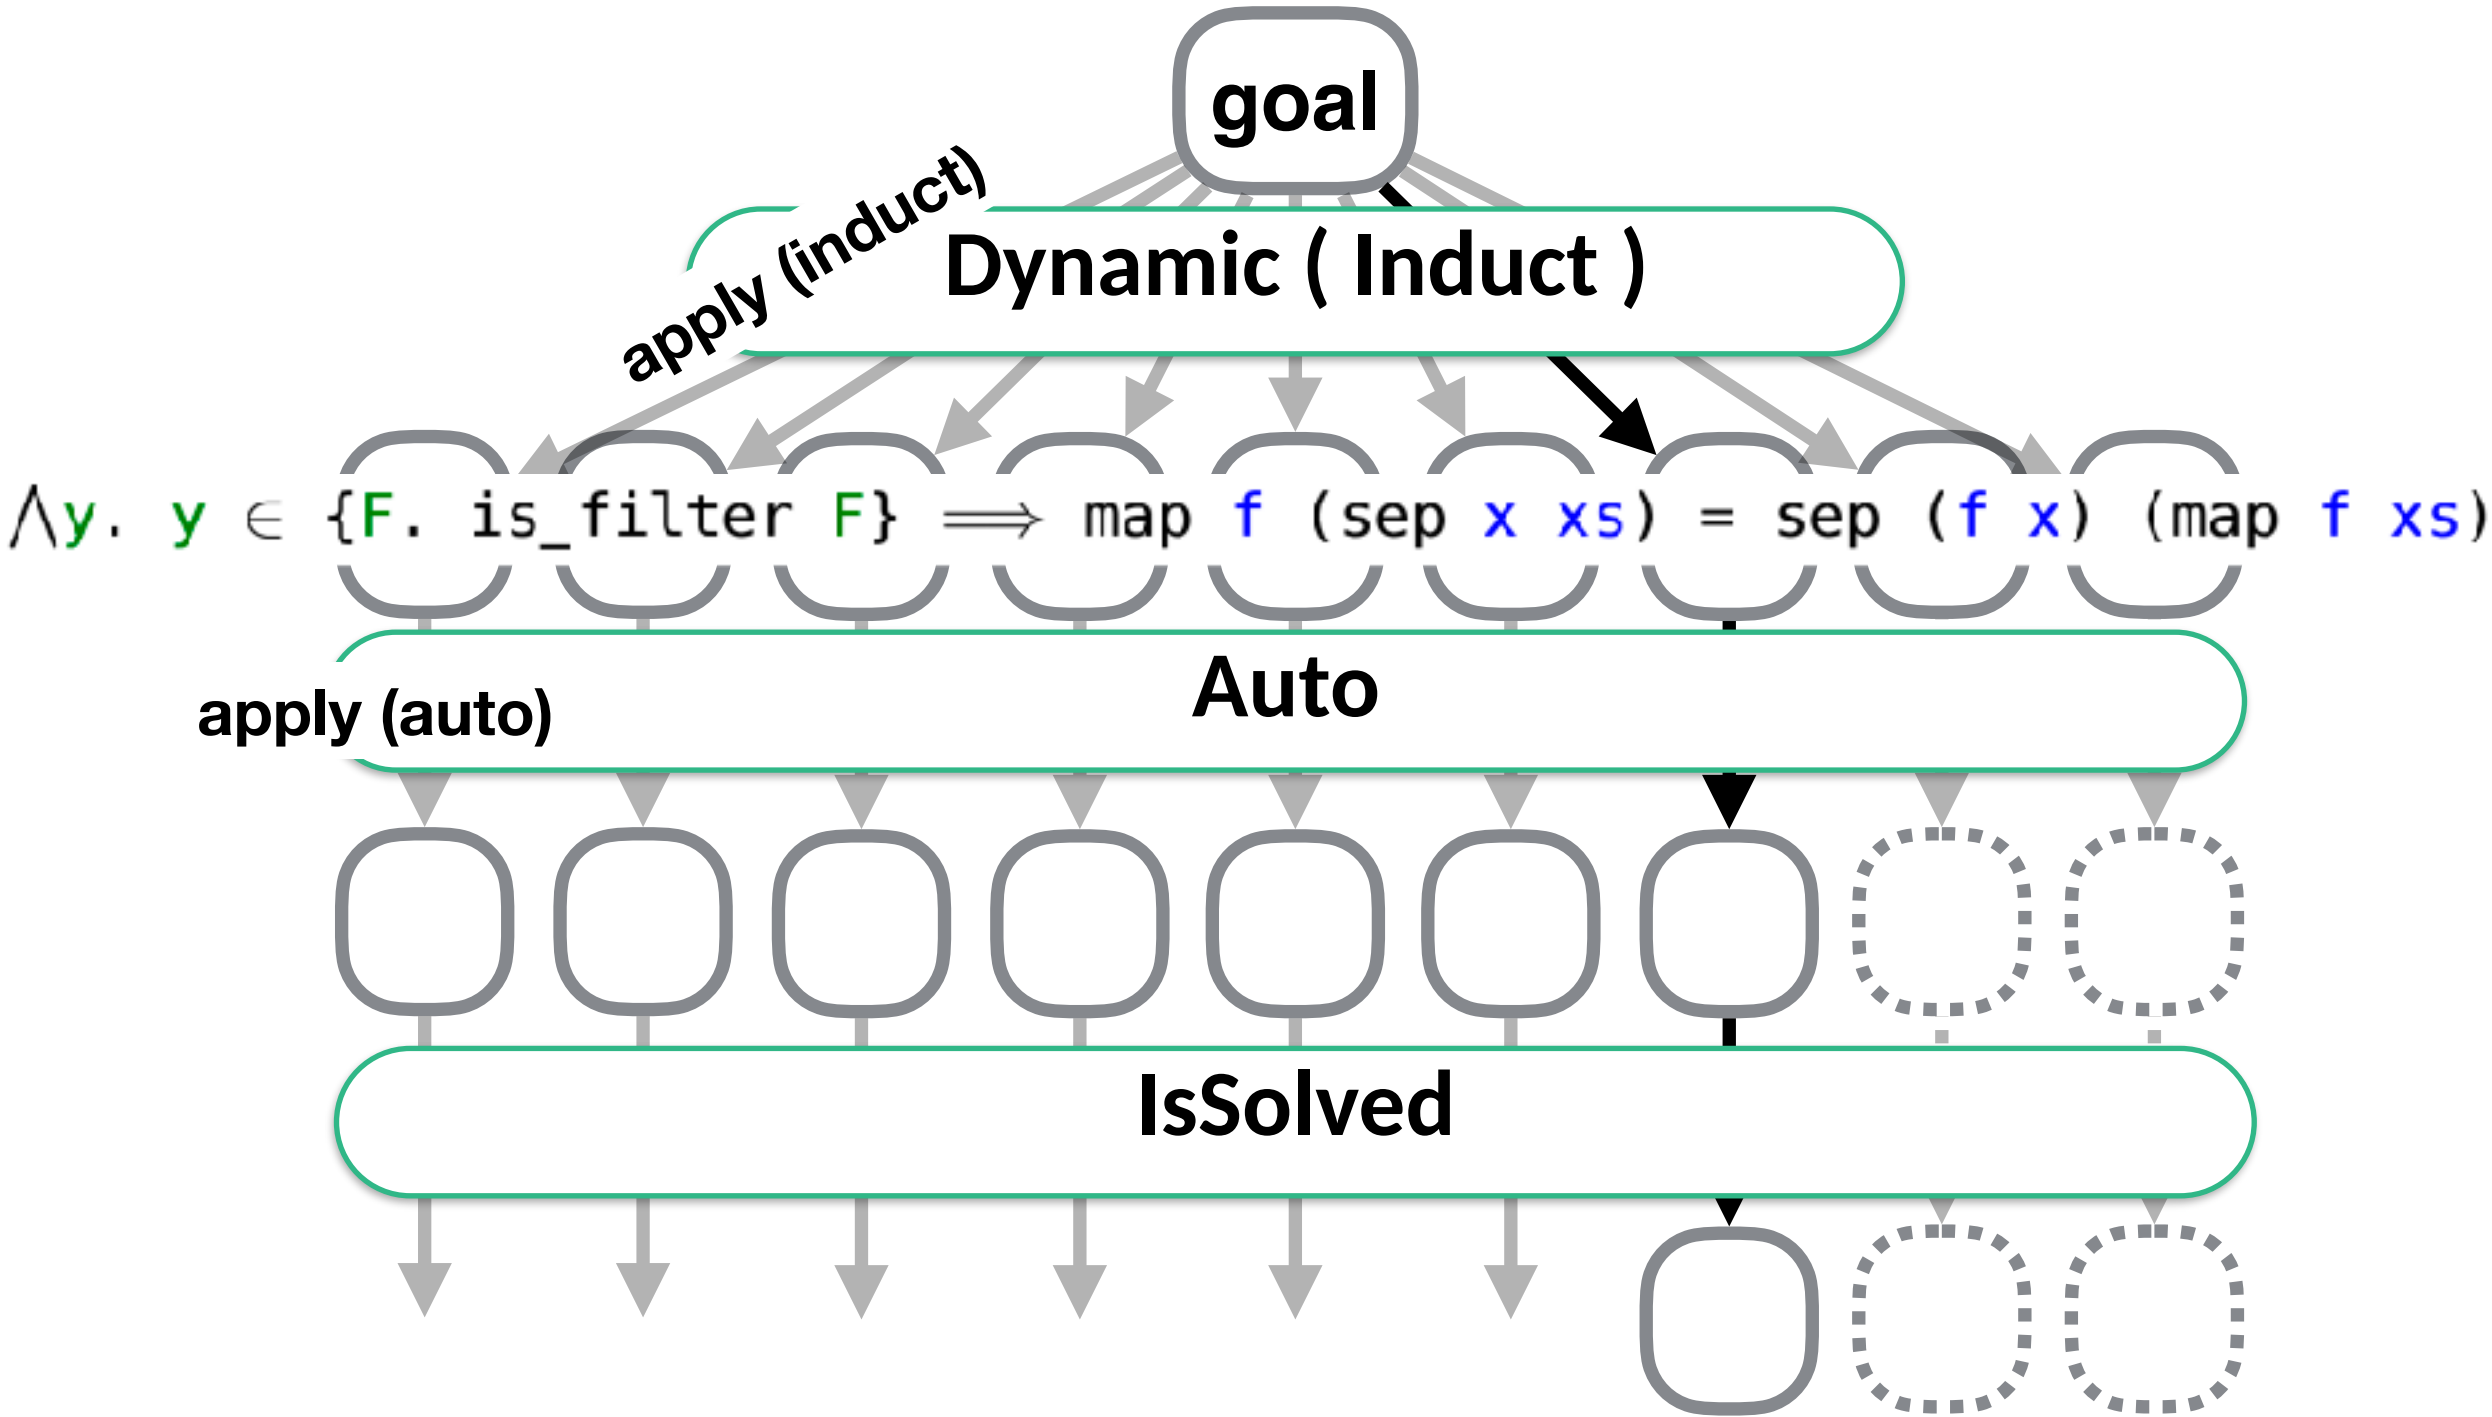 goal
apply (induct)
Dynamic ( Induct )
⋀y. y ∈ {F. is_filter F} ⟹ map f (sep x xs) = sep (f x) (map f xs)
Auto
apply (auto)
IsSolved